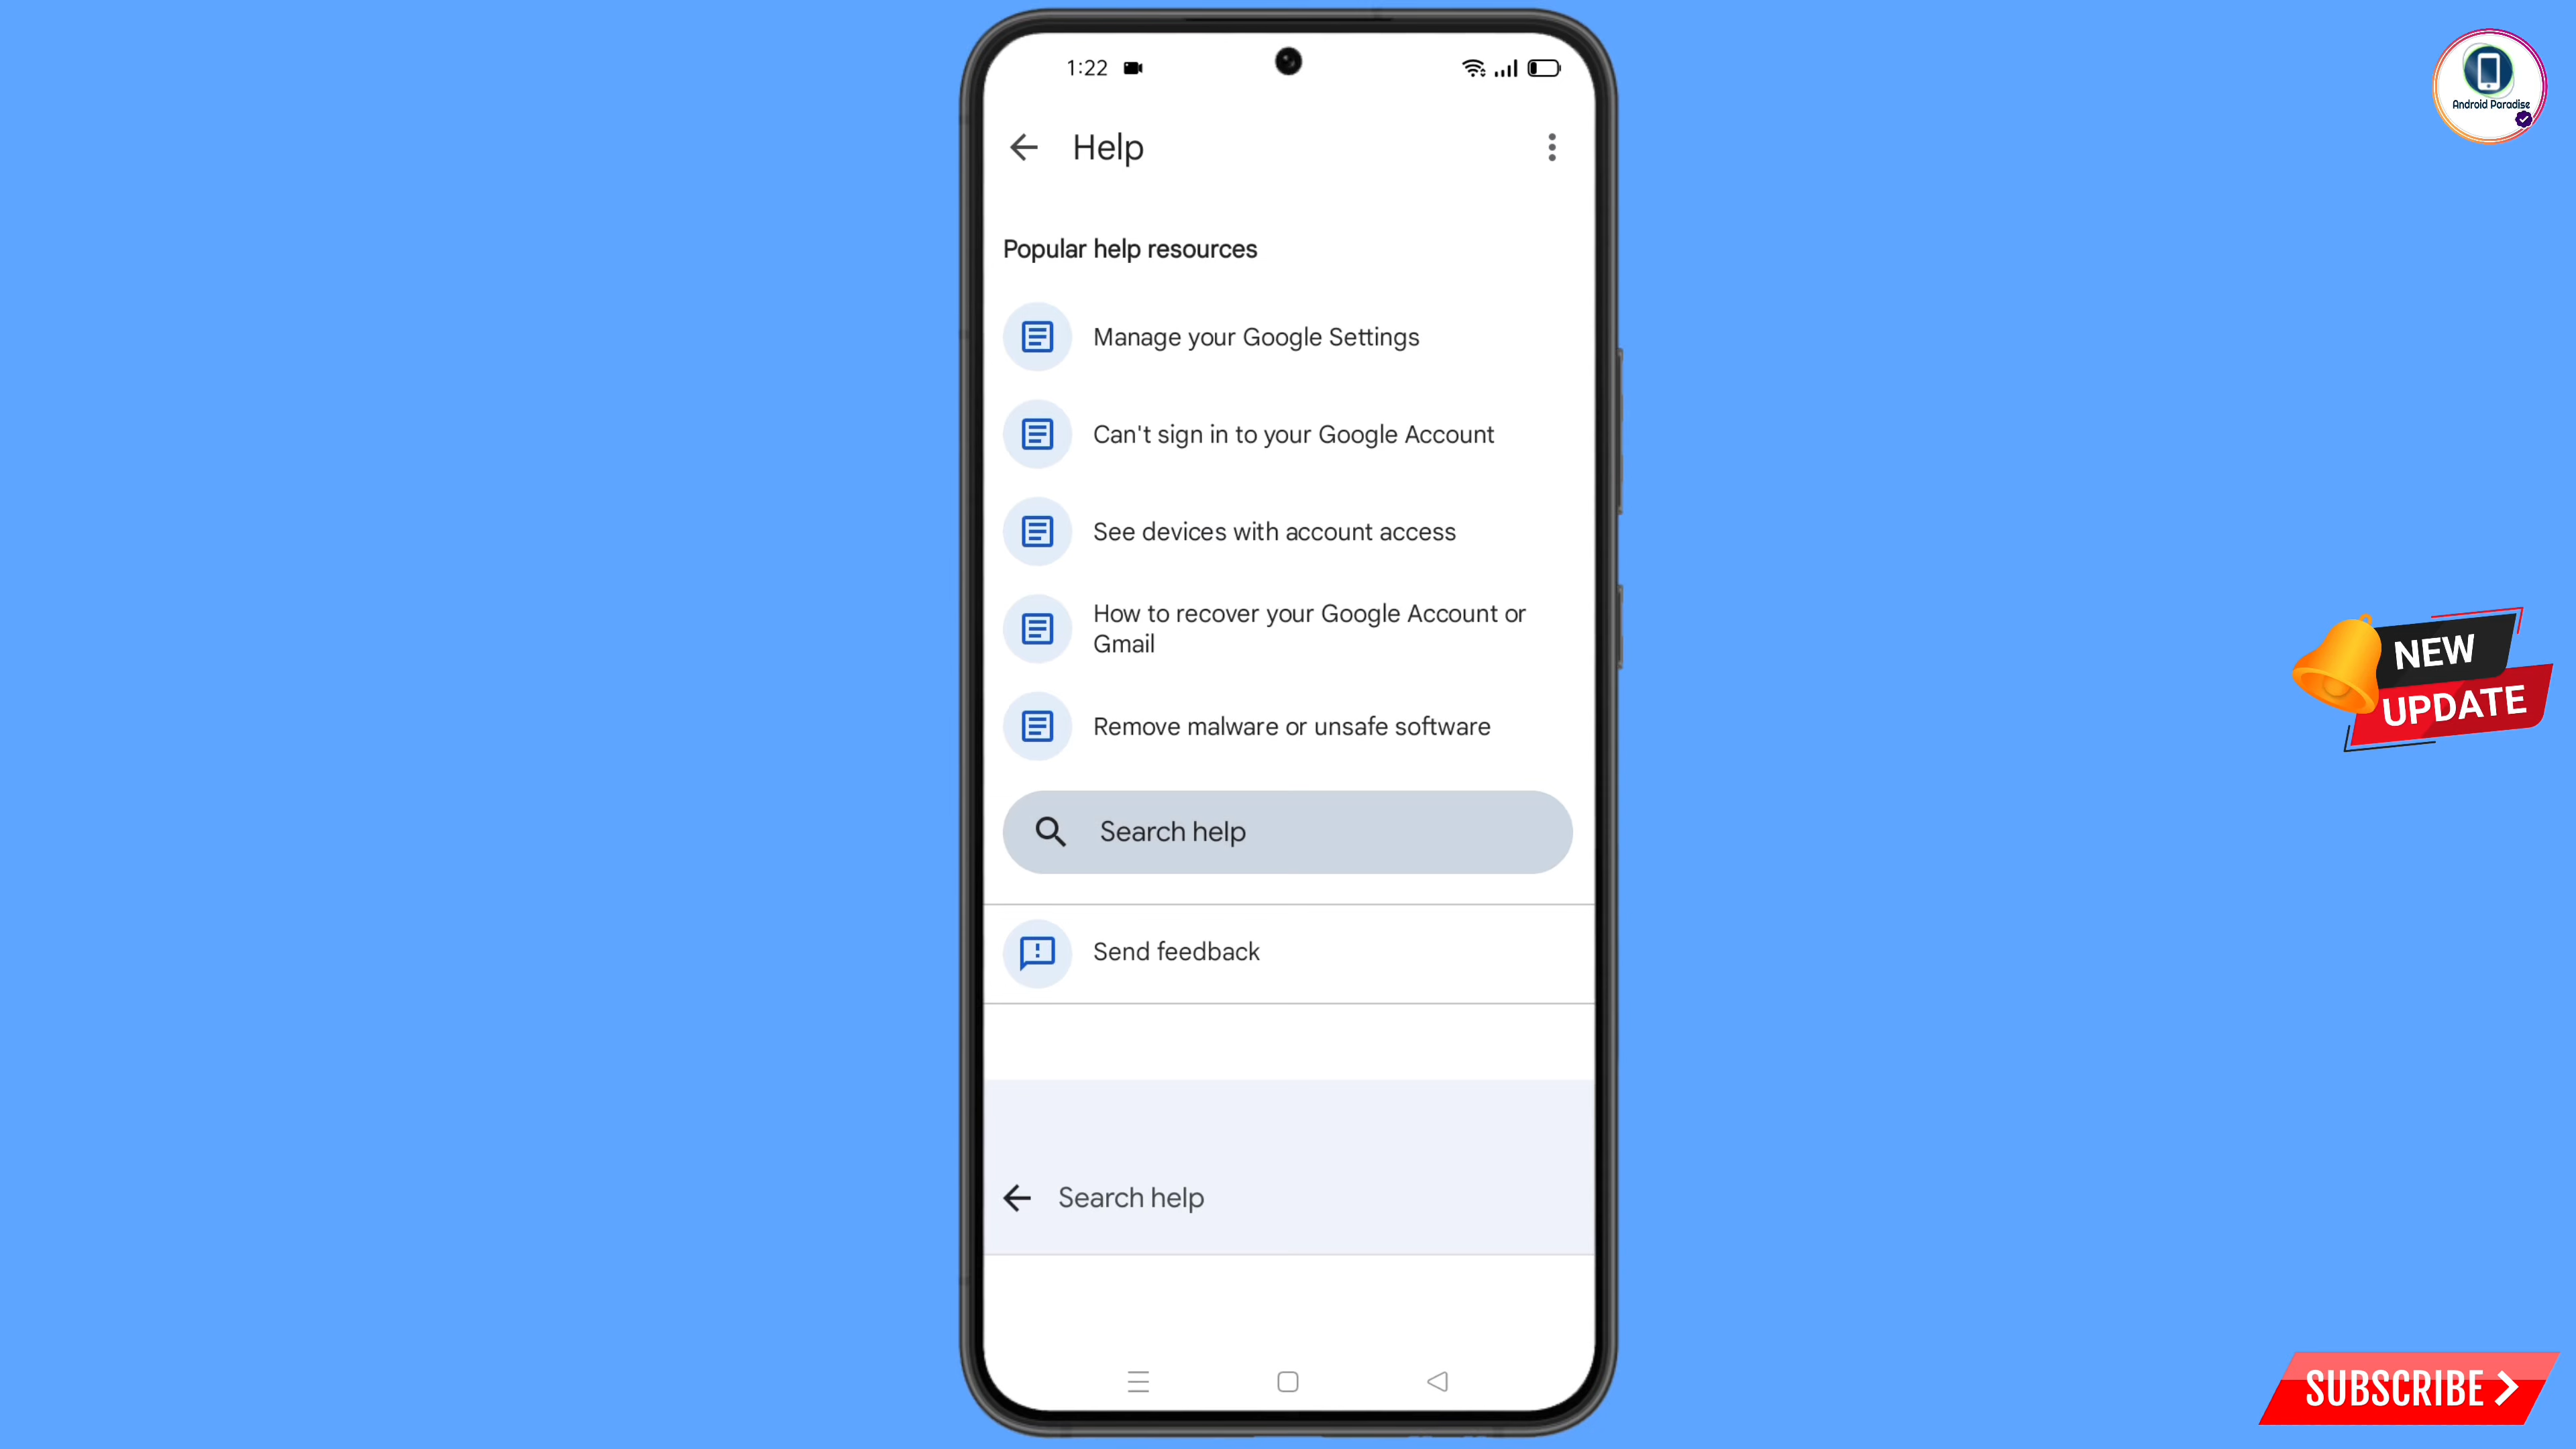 Android Paradise
1:22
Help
Popular help resources
Manage your Google Settings
Can't sign in to your Google Account
See devices with account access
How to recover your Google Account or
Gmail
Remove malware or unsafe software
Search help
Send feedback
Search help
NEW
UPDATE
SUBSCRIBE